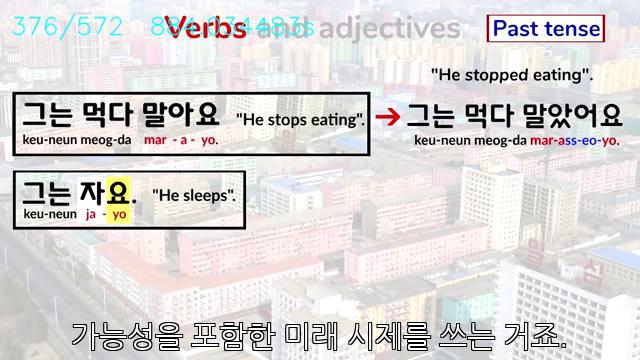 376/572 884.034483s
Verbs and adjectives
Past tense
"He stopped eating".
그는 먹다 말아요 "He stops eating". → 그는 먹다 말았어요
keu-neun meog-da mar - a - yo. keu-neun meog-da mar-ass-eo-yo.
그는 자요. "He sleeps".
keu-neun ja - yo
가능성을 포함한 미래 시제를 쓰는 거죠.